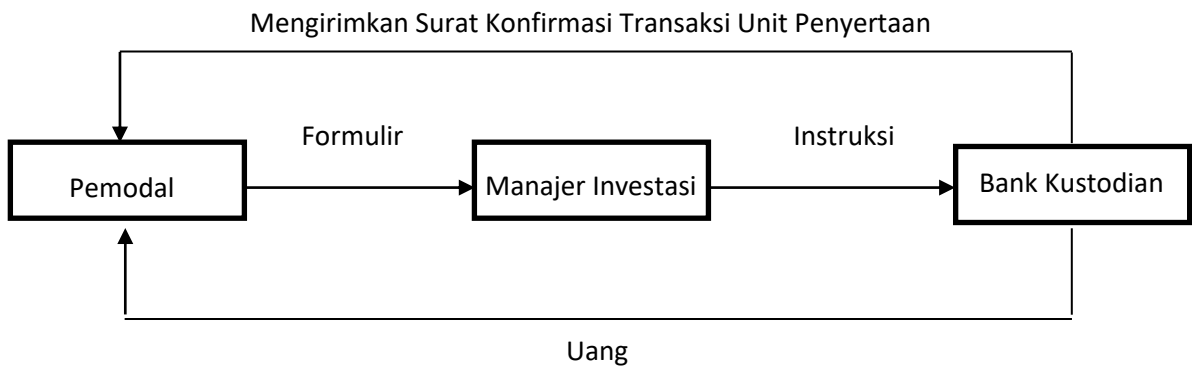 Mengirimkan Surat Konfirmasi Transaksi Unit Penyertaan
Formulir
Instruksi
Pemodal
Manajer Investasi
Bank Kustodian
Uang